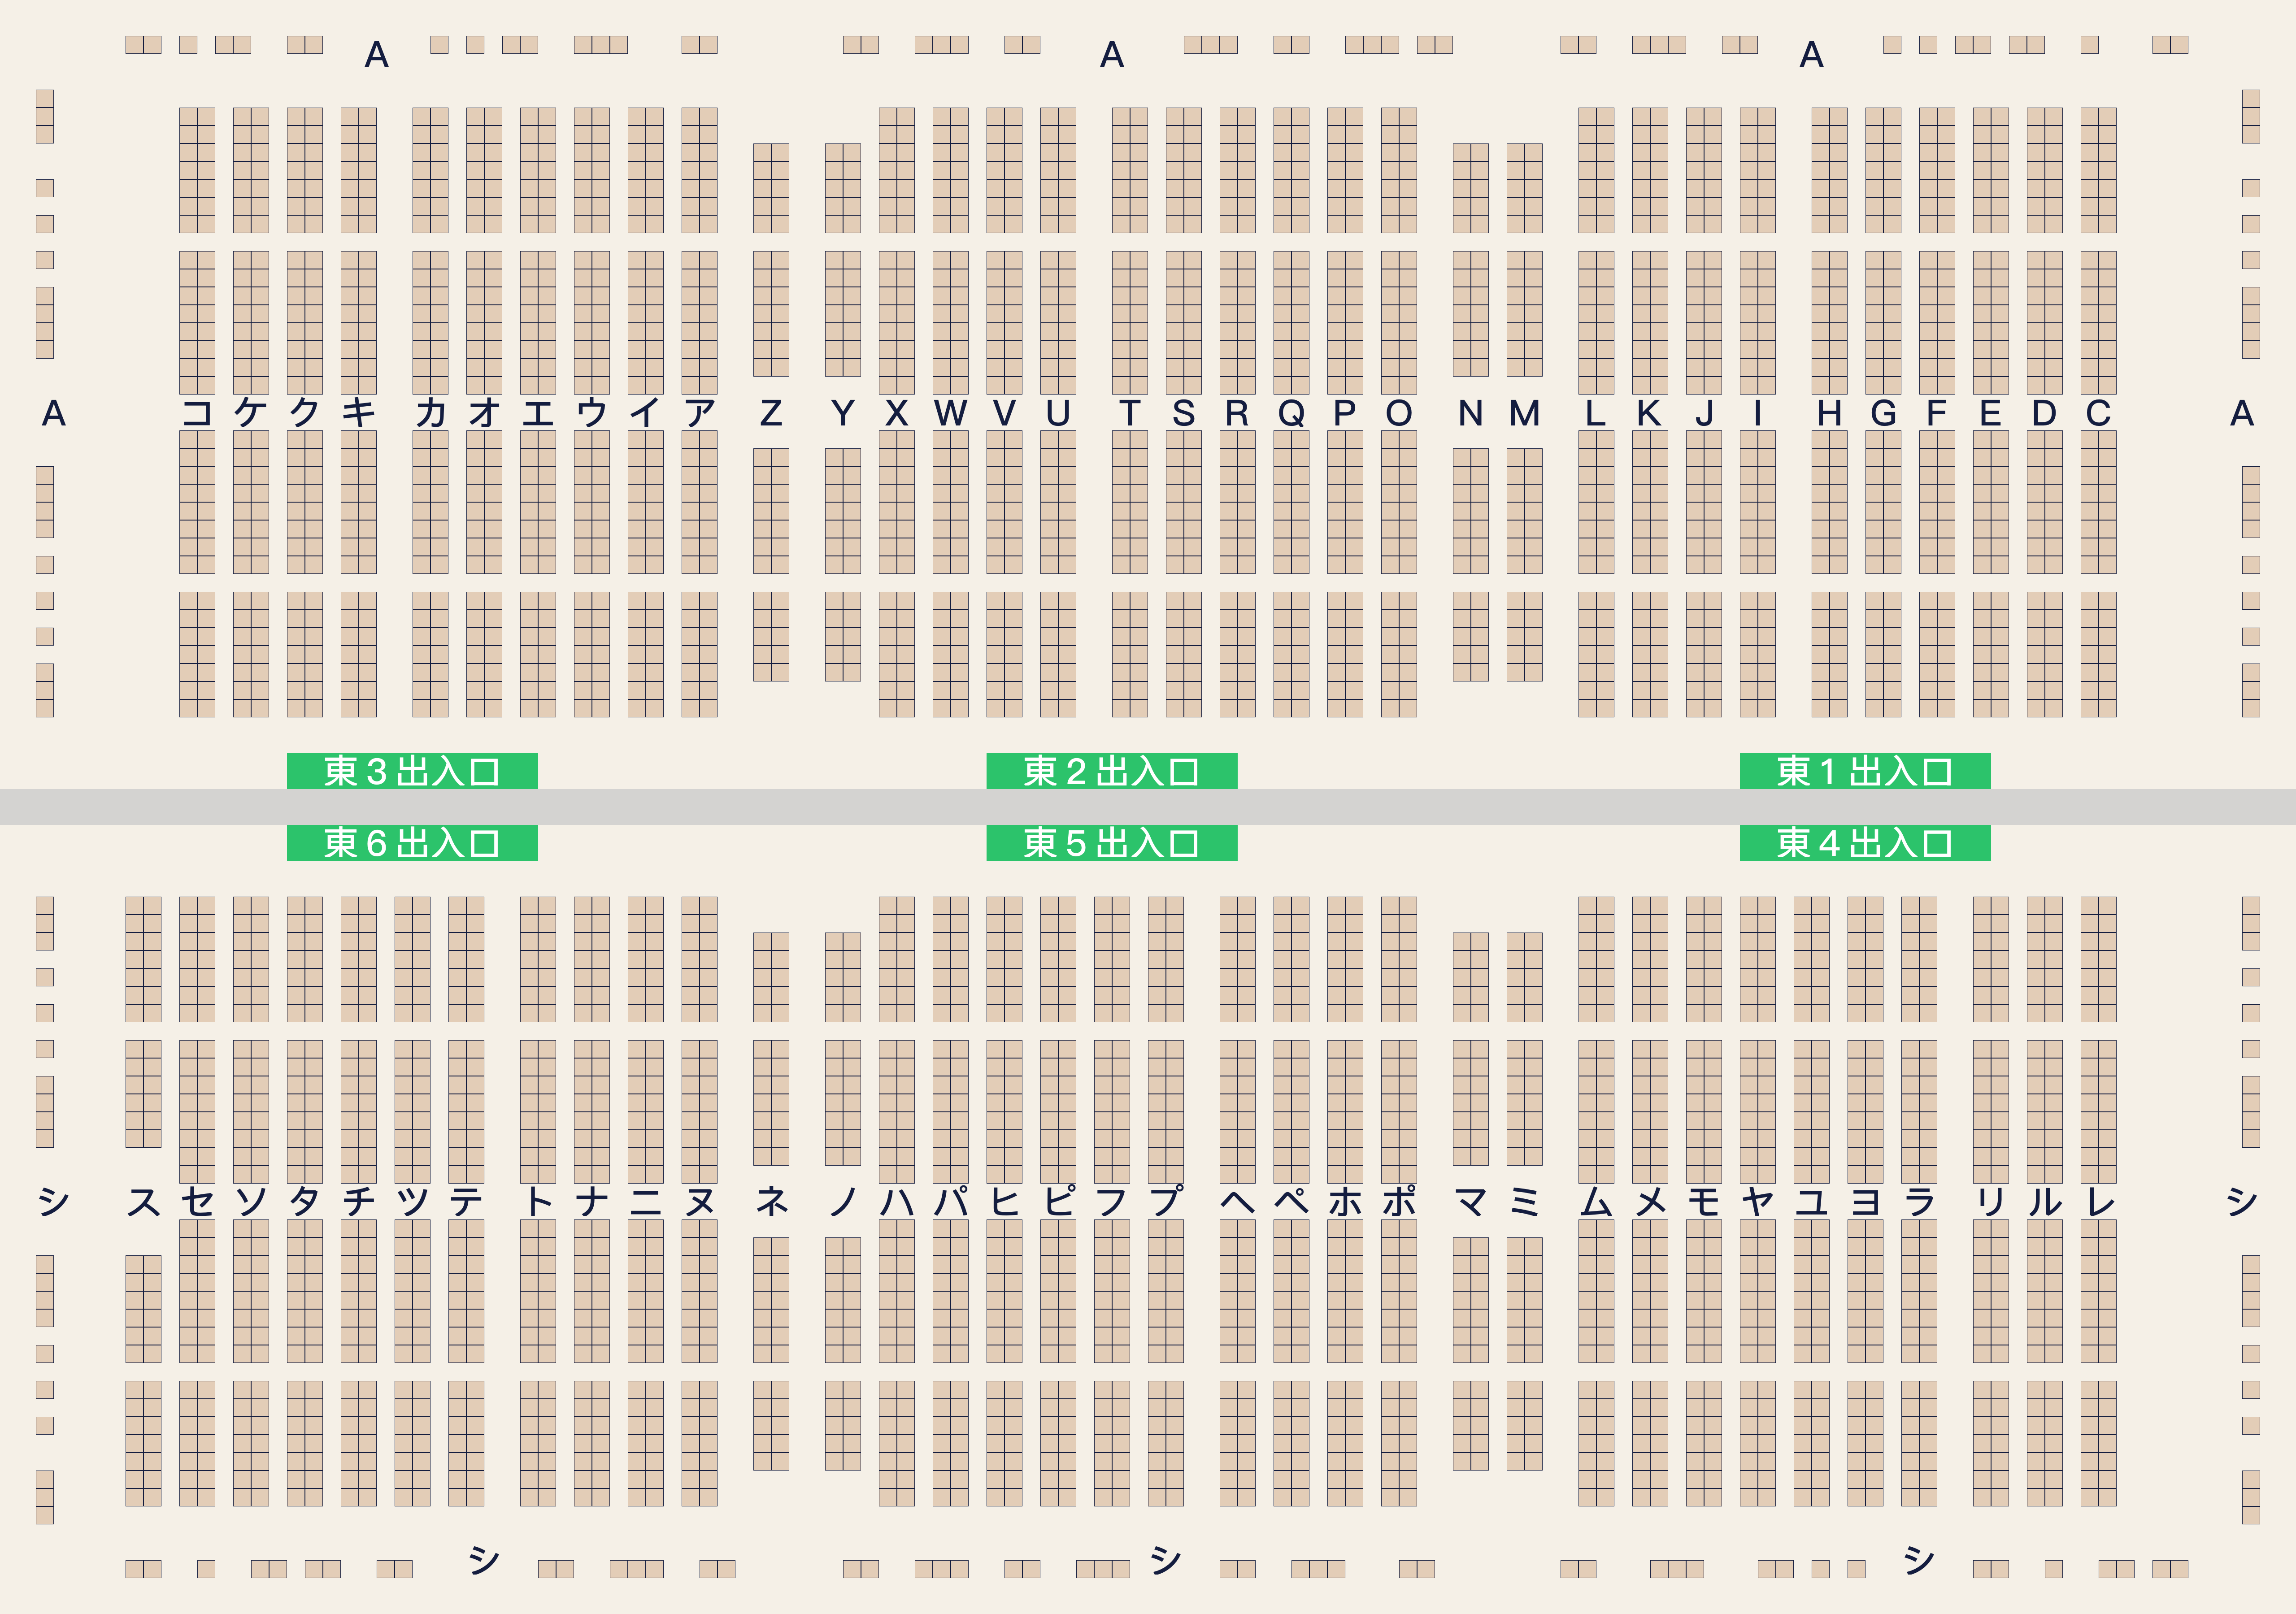 A A A
A コ ケ ク キ カ オ エ ウ イ ア Z Y X W V U T S R Q P O N M L K J I H G F E D C A
東3出入口 東2出入口 東1出入口
東6出入口 東5出入口 東4出入口
シ ス セ ソ タ チ ツ テ ト ナ ニ ヌ ネ ノ ハ パ ヒ ピ フ プ ヘ ペ ホ ポ マ ミ ム メ モ ヤ ユ ヨ ラ リ ル レ シ
シ シ シ